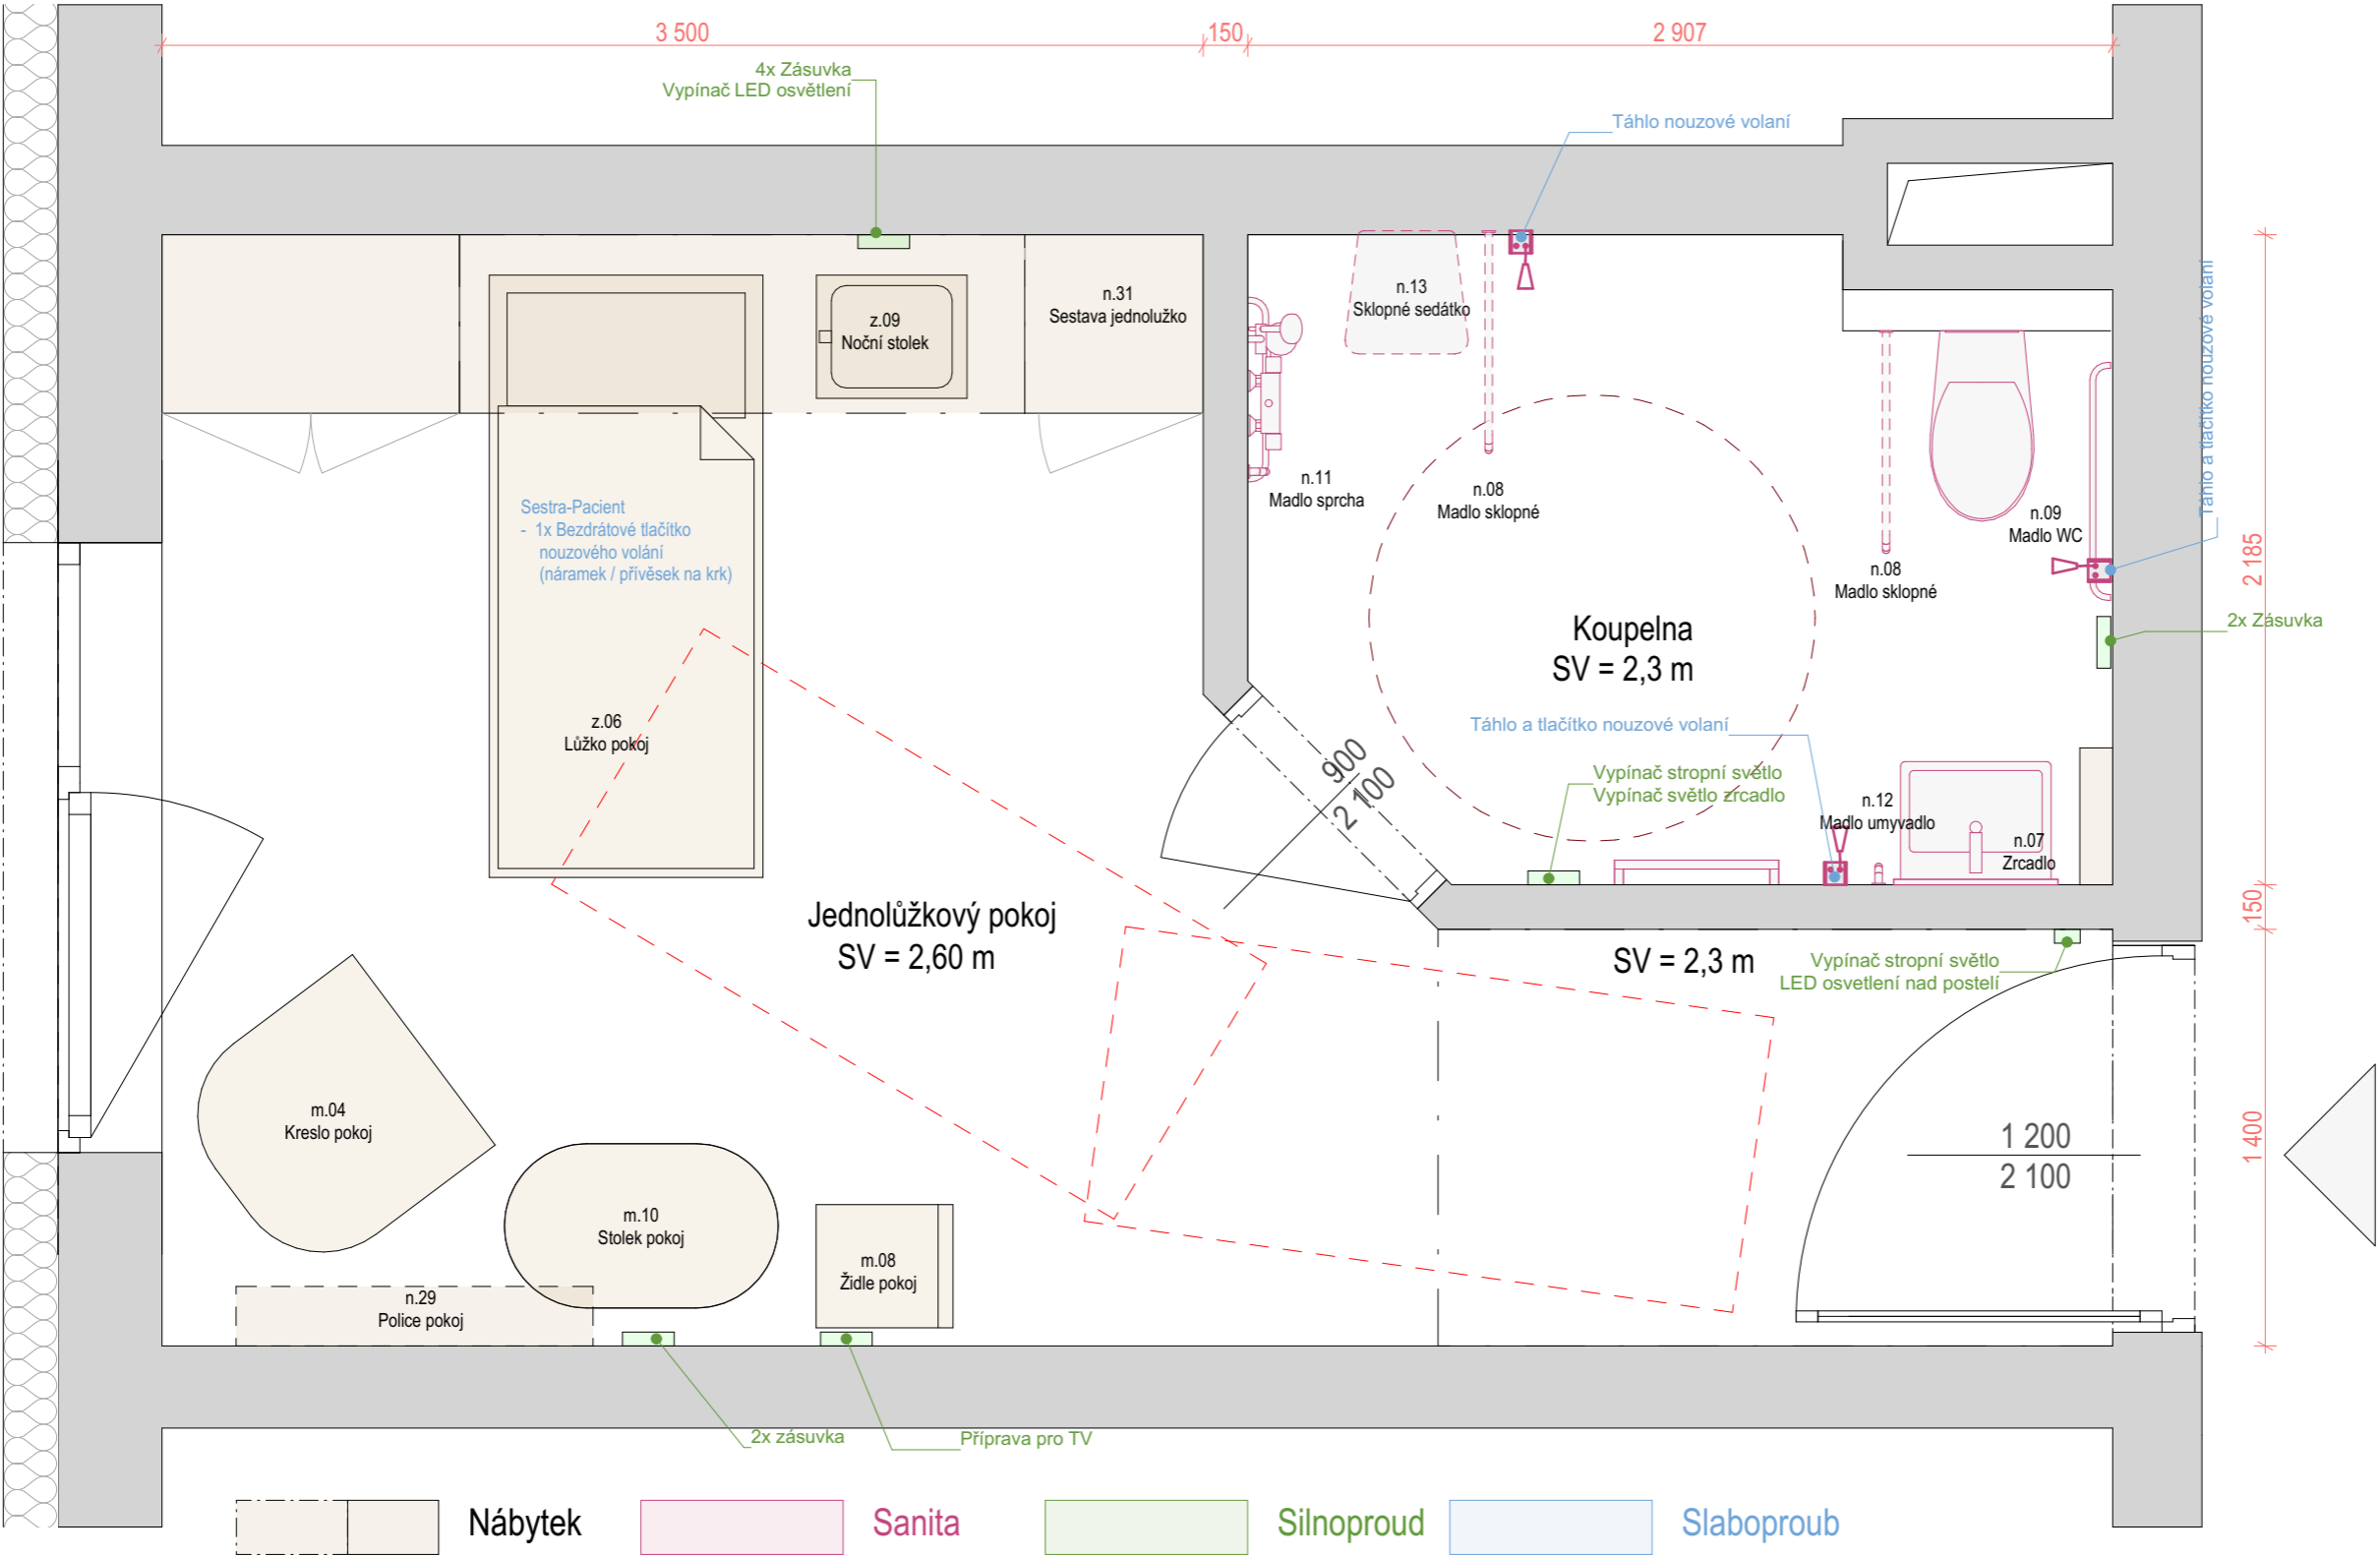 3 500
150
2 907
4x Zásuvka
Vypínač LED osvětlení
Táhlo nouzové volaní
n.31
Sestava jednolužko
z.09
Noční stolek
n.13
Sklopné sedátko
n.11
Madlo sprcha
n.08
Madlo sklopné
n.09
Madlo WC
n.08
Madlo sklopné
Táhlo a tlačítko nouzové volaní
2 185
2x Zásuvka
Sestra-Pacient
- 1x Bezdrátové tlačítko
nouzového volání
(náramek / přívěsek na krk)
Koupelna
SV = 2,3 m
z.06
Lůžko pokoj
Táhlo a tlačítko nouzové volaní
900
2 100
Vypínač stropní světlo
Vypínač světlo zrcadlo
n.12
Madlo umyvadlo
n.07
Zrcadlo
150
Jednolůžkový pokoj
SV = 2,60 m
SV = 2,3 m
Vypínač stropní světlo
LED osvetlení nad postelí
m.04
Kreslo pokoj
1 200
2 100
1 400
m.10
Stolek pokoj
m.08
Židle pokoj
n.29
Police pokoj
2x zásuvka
Příprava pro TV
Nábytek
Sanita
Silnoproud
Slaboproub